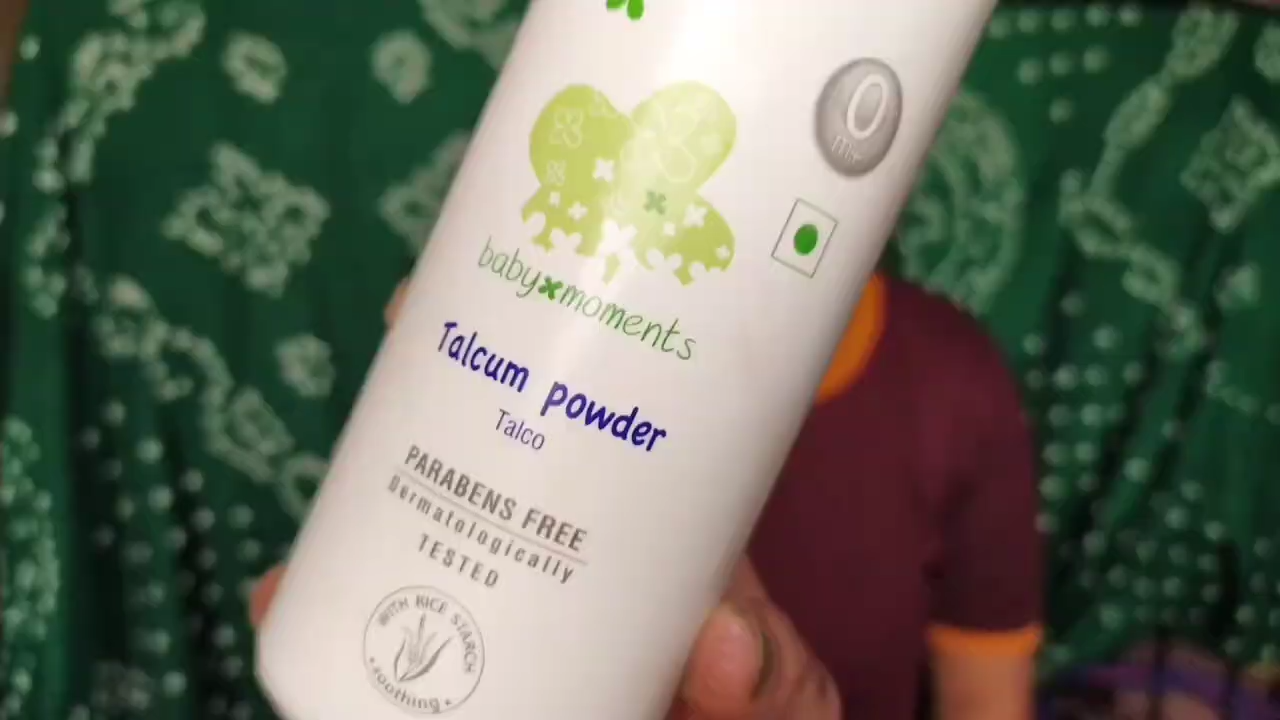 0
baby moments
Talcum powder
Talco
PARABENS FREE
Dermatologically
TESTED
WITH RICE STARCH
soothing